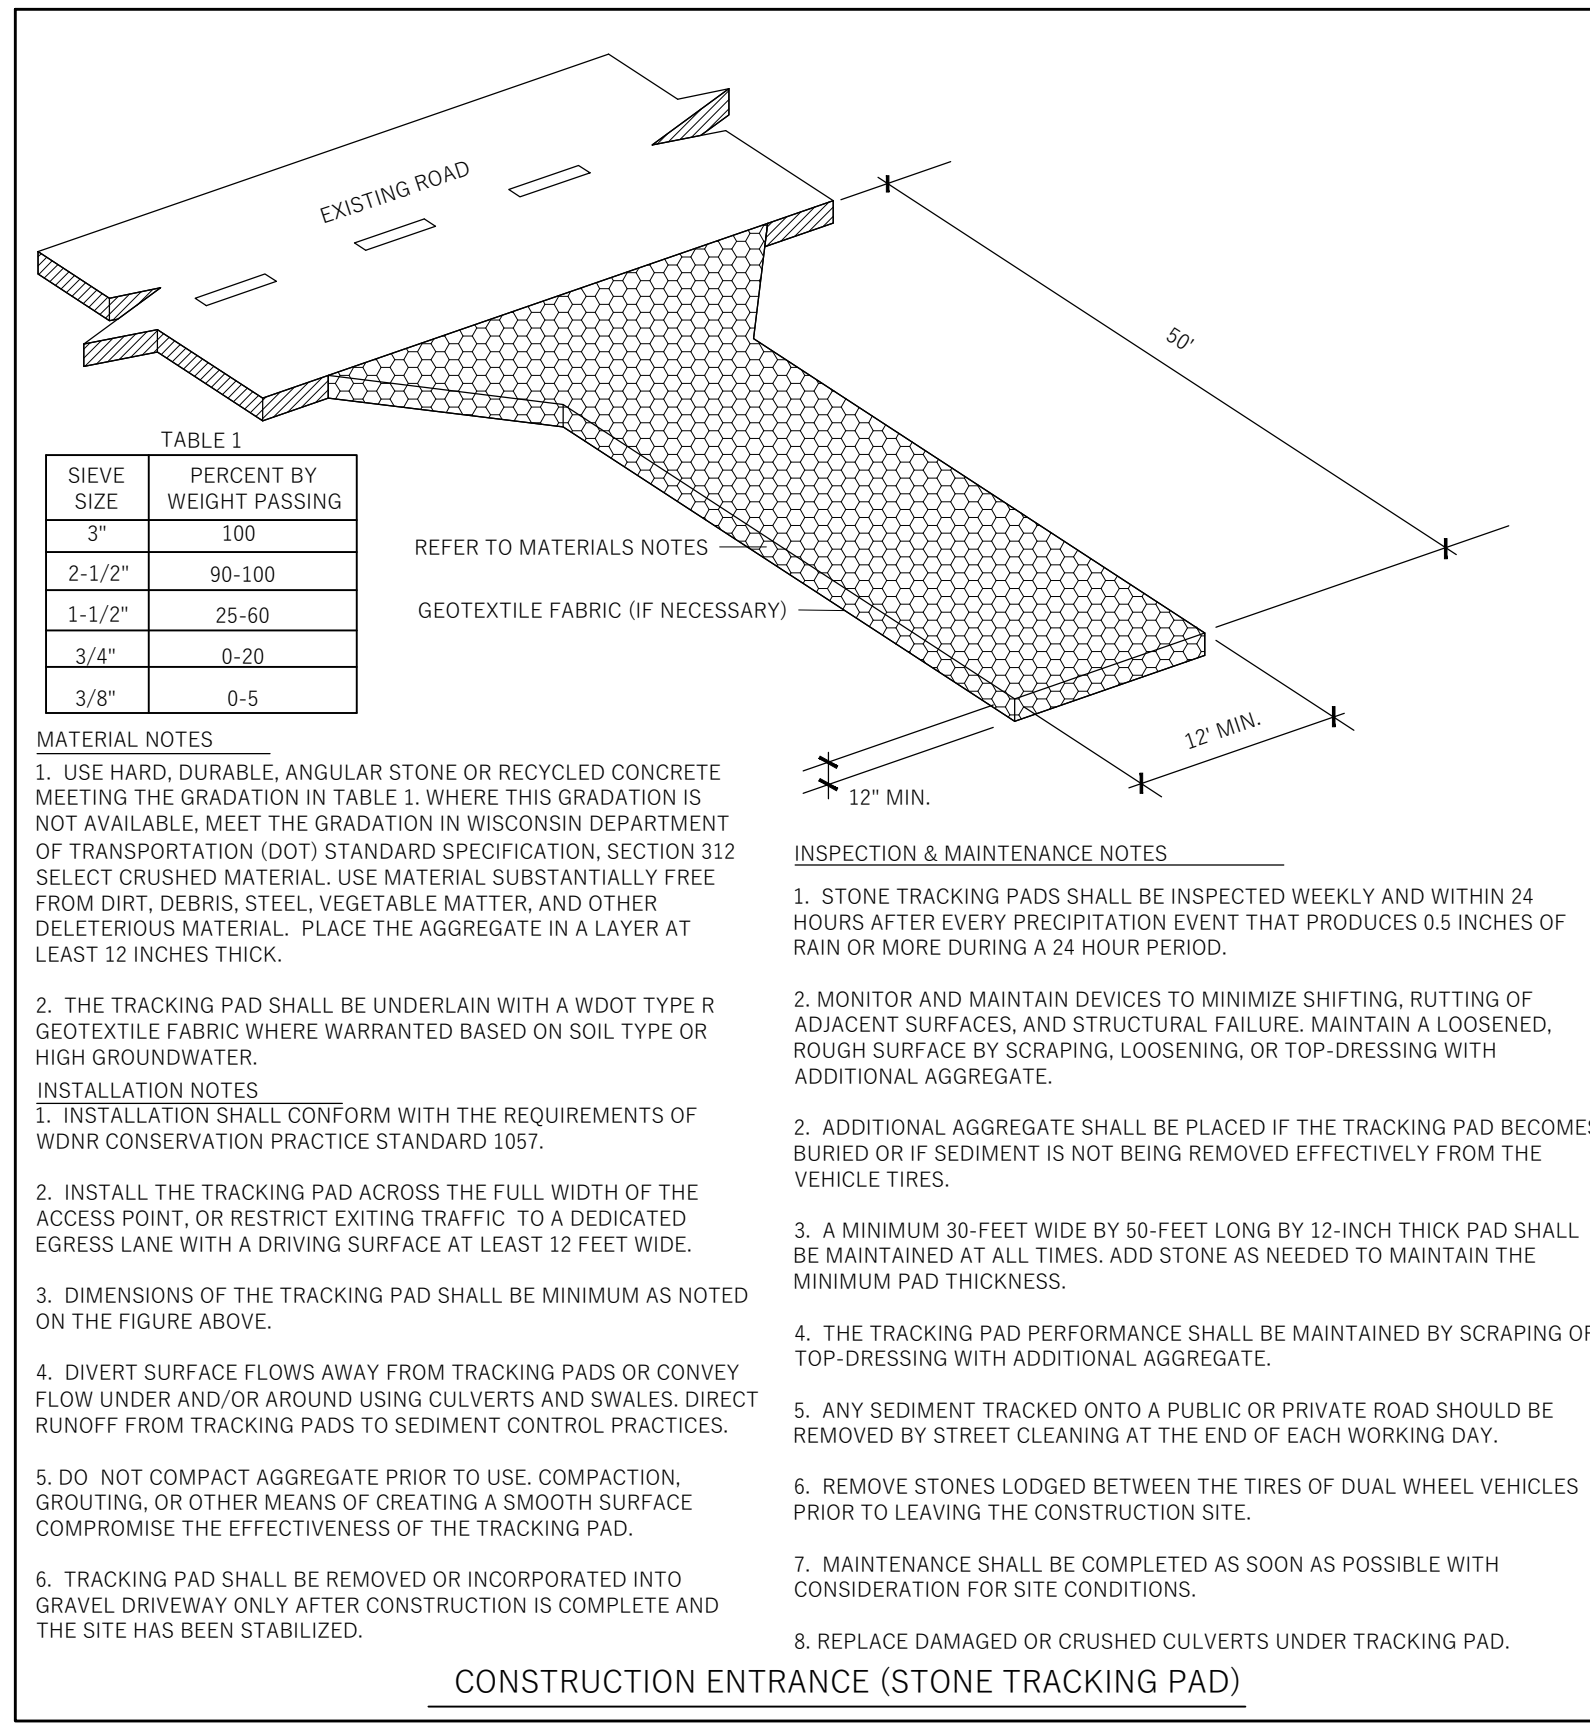 EXISTING ROAD
50'
TABLE 1
SIEVE SIZE PERCENT BY WEIGHT PASSING
3" 100
2-1/2" 90-100
1-1/2" 25-60
3/4" 0-20
3/8" 0-5
REFER TO MATERIALS NOTES
GEOTEXTILE FABRIC (IF NECESSARY)
12' MIN.
12" MIN.
MATERIAL NOTES
1. USE HARD, DURABLE, ANGULAR STONE OR RECYCLED CONCRETE
MEETING THE GRADATION IN TABLE 1. WHERE THIS GRADATION IS
NOT AVAILABLE, MEET THE GRADATION IN WISCONSIN DEPARTMENT
OF TRANSPORTATION (DOT) STANDARD SPECIFICATION, SECTION 312
SELECT CRUSHED MATERIAL. USE MATERIAL SUBSTANTIALLY FREE
FROM DIRT, DEBRIS, STEEL, VEGETABLE MATTER, AND OTHER
DELETERIOUS MATERIAL. PLACE THE AGGREGATE IN A LAYER AT
LEAST 12 INCHES THICK.
2. THE TRACKING PAD SHALL BE UNDERLAIN WITH A WDOT TYPE R
GEOTEXTILE FABRIC WHERE WARRANTED BASED ON SOIL TYPE OR
HIGH GROUNDWATER.
INSTALLATION NOTES
1. INSTALLATION SHALL CONFORM WITH THE REQUIREMENTS OF
WDNR CONSERVATION PRACTICE STANDARD 1057.
2. INSTALL THE TRACKING PAD ACROSS THE FULL WIDTH OF THE
ACCESS POINT, OR RESTRICT EXITING TRAFFIC TO A DEDICATED
EGRESS LANE WITH A DRIVING SURFACE AT LEAST 12 FEET WIDE.
3. DIMENSIONS OF THE TRACKING PAD SHALL BE MINIMUM AS NOTED
ON THE FIGURE ABOVE.
4. DIVERT SURFACE FLOWS AWAY FROM TRACKING PADS OR CONVEY
FLOW UNDER AND/OR AROUND USING CULVERTS AND SWALES. DIRECT
RUNOFF FROM TRACKING PADS TO SEDIMENT CONTROL PRACTICES.
5. DO NOT COMPACT AGGREGATE PRIOR TO USE. COMPACTION,
GROUTING, OR OTHER MEANS OF CREATING A SMOOTH SURFACE
COMPROMISE THE EFFECTIVENESS OF THE TRACKING PAD.
6. TRACKING PAD SHALL BE REMOVED OR INCORPORATED INTO
GRAVEL DRIVEWAY ONLY AFTER CONSTRUCTION IS COMPLETE AND
THE SITE HAS BEEN STABILIZED.
INSPECTION & MAINTENANCE NOTES
1. STONE TRACKING PADS SHALL BE INSPECTED WEEKLY AND WITHIN 24
HOURS AFTER EVERY PRECIPITATION EVENT THAT PRODUCES 0.5 INCHES OF
RAIN OR MORE DURING A 24 HOUR PERIOD.
2. MONITOR AND MAINTAIN DEVICES TO MINIMIZE SHIFTING, RUTTING OF
ADJACENT SURFACES, AND STRUCTURAL FAILURE. MAINTAIN A LOOSENED,
ROUGH SURFACE BY SCRAPING, LOOSENING, OR TOP-DRESSING WITH
ADDITIONAL AGGREGATE.
2. ADDITIONAL AGGREGATE SHALL BE PLACED IF THE TRACKING PAD BECOMES
BURIED OR IF SEDIMENT IS NOT BEING REMOVED EFFECTIVELY FROM THE
VEHICLE TIRES.
3. A MINIMUM 30-FEET WIDE BY 50-FEET LONG BY 12-INCH THICK PAD SHALL
BE MAINTAINED AT ALL TIMES. ADD STONE AS NEEDED TO MAINTAIN THE
MINIMUM PAD THICKNESS.
4. THE TRACKING PAD PERFORMANCE SHALL BE MAINTAINED BY SCRAPING OR
TOP-DRESSING WITH ADDITIONAL AGGREGATE.
5. ANY SEDIMENT TRACKED ONTO A PUBLIC OR PRIVATE ROAD SHOULD BE
REMOVED BY STREET CLEANING AT THE END OF EACH WORKING DAY.
6. REMOVE STONES LODGED BETWEEN THE TIRES OF DUAL WHEEL VEHICLES
PRIOR TO LEAVING THE CONSTRUCTION SITE.
7. MAINTENANCE SHALL BE COMPLETED AS SOON AS POSSIBLE WITH
CONSIDERATION FOR SITE CONDITIONS.
8. REPLACE DAMAGED OR CRUSHED CULVERTS UNDER TRACKING PAD.
CONSTRUCTION ENTRANCE (STONE TRACKING PAD)